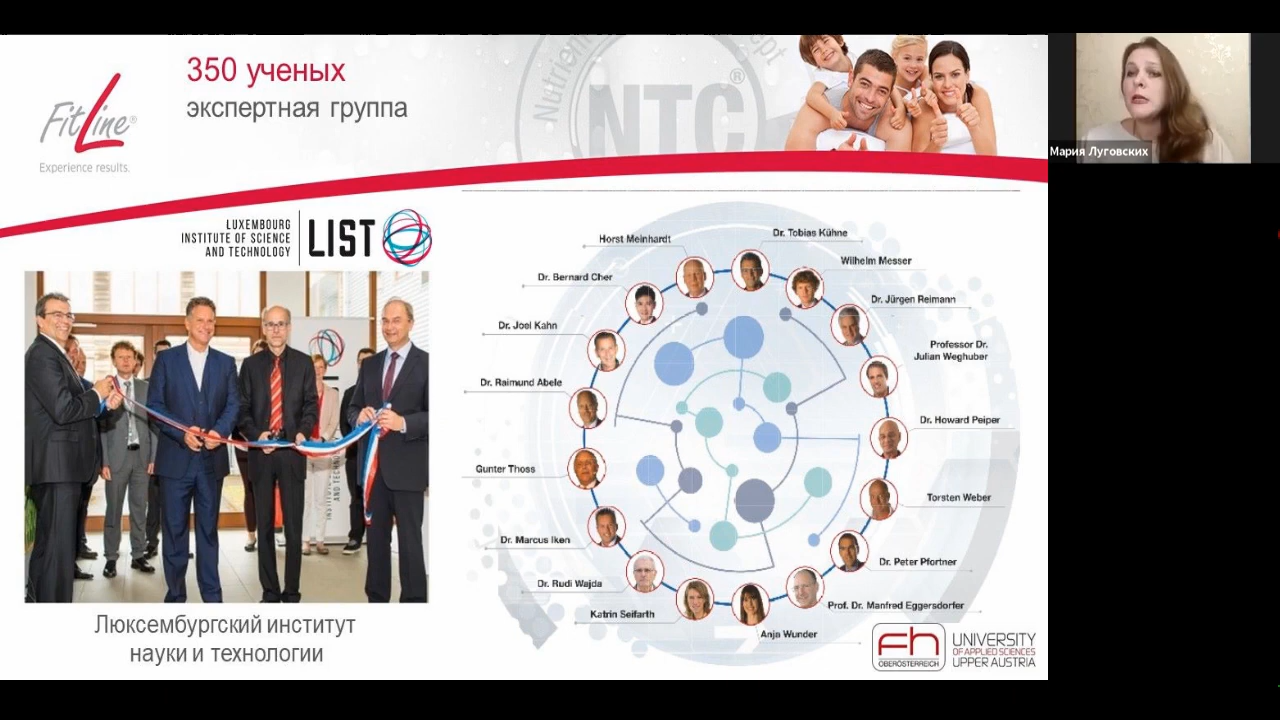 350 ученых
экспертная группа
FitLine®
Experience results.
NTC®
LUXEMBOURG
INSTITUTE OF SCIENCE
AND TECHNOLOGY
LIST
Люксембургский институт
науки и технологии
Horst Meinhardt
Dr. Tobias Kühne
Dr. Bernard Cher
Wilhelm Messer
Dr. Joel Kahn
Dr. Jürgen Reimann
Dr. Raimund Abele
Professor Dr.
Julian Weghuber
Gunter Thoss
Dr. Howard Peiper
Dr. Marcus Iken
Torsten Weber
Dr. Rudi Wajda
Dr. Peter Pfortner
Katrin Seifarth
Prof. Dr. Manfred Eggersdorfer
Anja Wunder
fh
OBERÖSTERREICH
UNIVERSITY
OF APPLIED SCIENCES
UPPER AUSTRIA
Мария Луговских